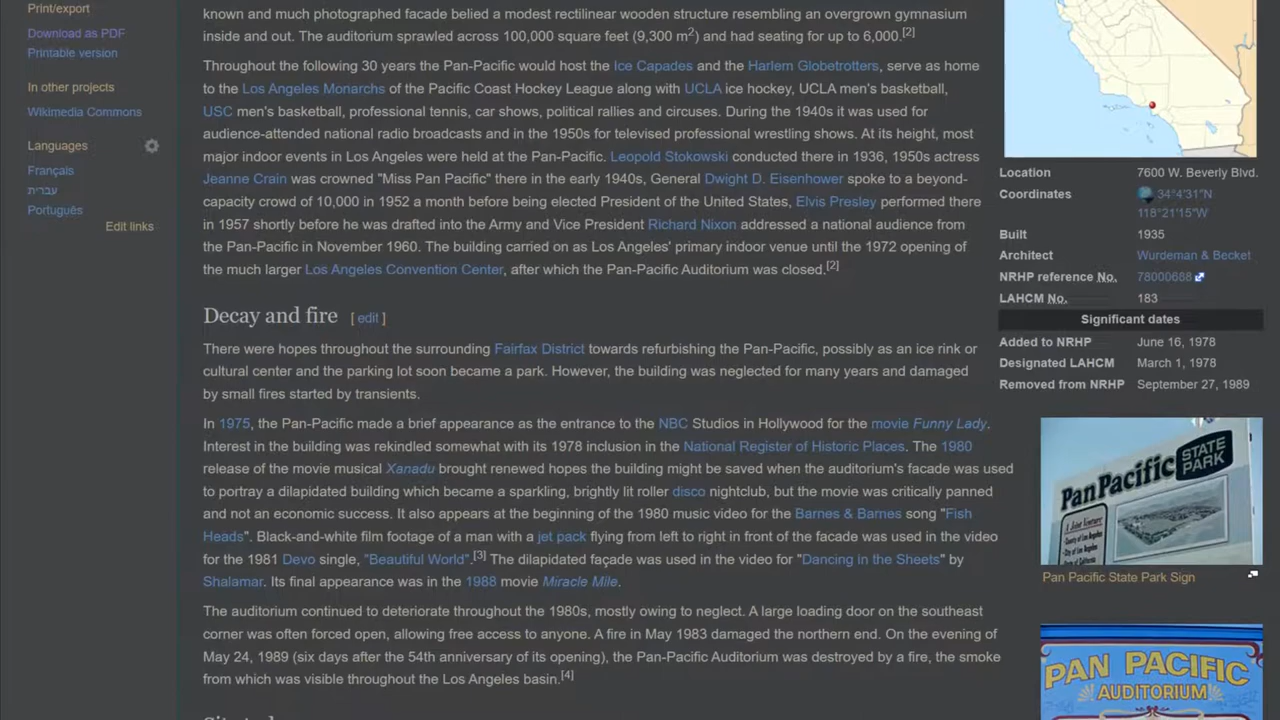 Print/export
Download as PDF
Printable version
In other projects
Wikimedia Commons
Languages
Français
עברית
Português
Edit links
known and much photographed facade belied a modest rectilinear wooden structure resembling an overgrown gymnasium
inside and out. The auditorium sprawled across 100,000 square feet (9,300 m2) and had seating for up to 6,000.[2]
Throughout the following 30 years the Pan-Pacific would host the Ice Capades and the Harlem Globetrotters, serve as home
to the Los Angeles Monarchs of the Pacific Coast Hockey League along with UCLA ice hockey, UCLA men's basketball,
USC men's basketball, professional tennis, car shows, political rallies and circuses. During the 1940s it was used for
audience-attended national radio broadcasts and in the 1950s for televised professional wrestling shows. At its height, most
major indoor events in Los Angeles were held at the Pan-Pacific. Leopold Stokowski conducted there in 1936, 1950s actress
Jeanne Crain was crowned "Miss Pan Pacific" there in the early 1940s, General Dwight D. Eisenhower spoke to a beyond-
capacity crowd of 10,000 in 1952 a month before being elected President of the United States, Elvis Presley performed there
in 1957 shortly before he was drafted into the Army and Vice President Richard Nixon addressed a national audience from
the Pan-Pacific in November 1960. The building carried on as Los Angeles' primary indoor venue until the 1972 opening of
the much larger Los Angeles Convention Center, after which the Pan-Pacific Auditorium was closed.[2]
Decay and fire [ edit ]
There were hopes throughout the surrounding Fairfax District towards refurbishing the Pan-Pacific, possibly as an ice rink or
cultural center and the parking lot soon became a park. However, the building was neglected for many years and damaged
by small fires started by transients.
In 1975, the Pan-Pacific made a brief appearance as the entrance to the NBC Studios in Hollywood for the movie Funny Lady.
Interest in the building was rekindled somewhat with its 1978 inclusion in the National Register of Historic Places. The 1980
release of the movie musical Xanadu brought renewed hopes the building might be saved when the auditorium's facade was used
to portray a dilapidated building which became a sparkling, brightly lit roller disco nightclub, but the movie was critically panned
and not an economic success. It also appears at the beginning of the 1980 music video for the Barnes & Barnes song "Fish
Heads". Black-and-white film footage of a man with a jet pack flying from left to right in front of the facade was used in the video
for the 1981 Devo single, "Beautiful World".[3] The dilapidated façade was used in the video for "Dancing in the Sheets" by
Shalamar. Its final appearance was in the 1988 movie Miracle Mile.
The auditorium continued to deteriorate throughout the 1980s, mostly owing to neglect. A large loading door on the southeast
corner was often forced open, allowing free access to anyone. A fire in May 1983 damaged the northern end. On the evening of
May 24, 1989 (six days after the 54th anniversary of its opening), the Pan-Pacific Auditorium was destroyed by a fire, the smoke
from which was visible throughout the Los Angeles basin.[4]
Location 7600 W. Beverly Blvd.
Coordinates 34°4′31″N
118°21′15″W
Built 1935
Architect Wurdeman & Becket
NRHP reference No. 78000688
LAHCM No. 183
Significant dates
Added to NRHP June 16, 1978
Designated LAHCM March 1, 1978
Removed from NRHP September 27, 1989
PanPacific STATE
PARK
A Joint Venture
Pan Pacific State Park Sign
PAN PACIFIC
AUDITORIUM